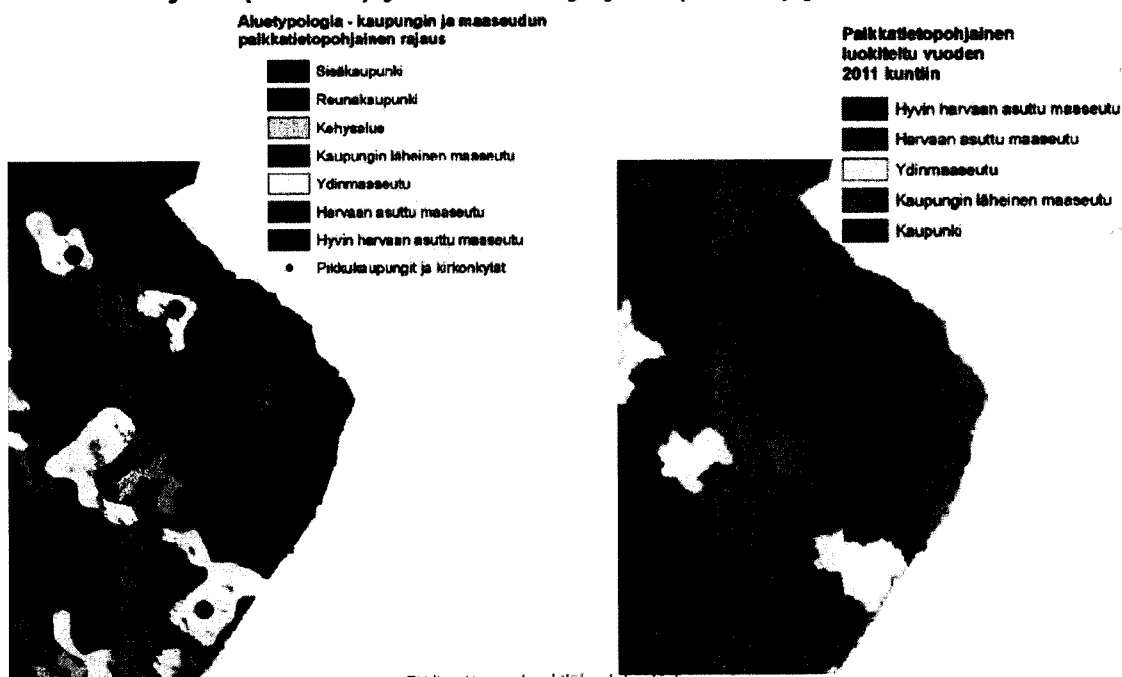 Aluetypologia - kaupungin ja maaseudun
paikkatietopohjainen rajaus
Sisäkaupunki
Reunakaupunki
Kehysalue
Kaupungin läheinen maaseutu
Ydinmaaseutu
Harvaan asuttu maaseutu
Hyvin harvaan asuttu maaseutu
Pikkukaupungit ja kirkonkylät
Paikkatietopohjainen
luokiteltu vuoden
2011 kuntiin
Hyvin harvaan asuttu maaseutu
Harvaan asuttu maaseutu
Ydinmaaseutu
Kaupungin läheinen maaseutu
Kaupunki